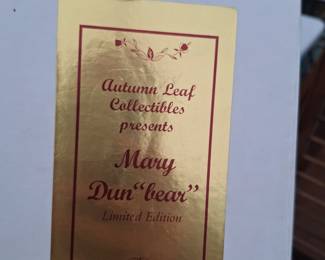 Autumn Leaf
Collectibles
presents
Mary
Dun"bear"
Limited Edition